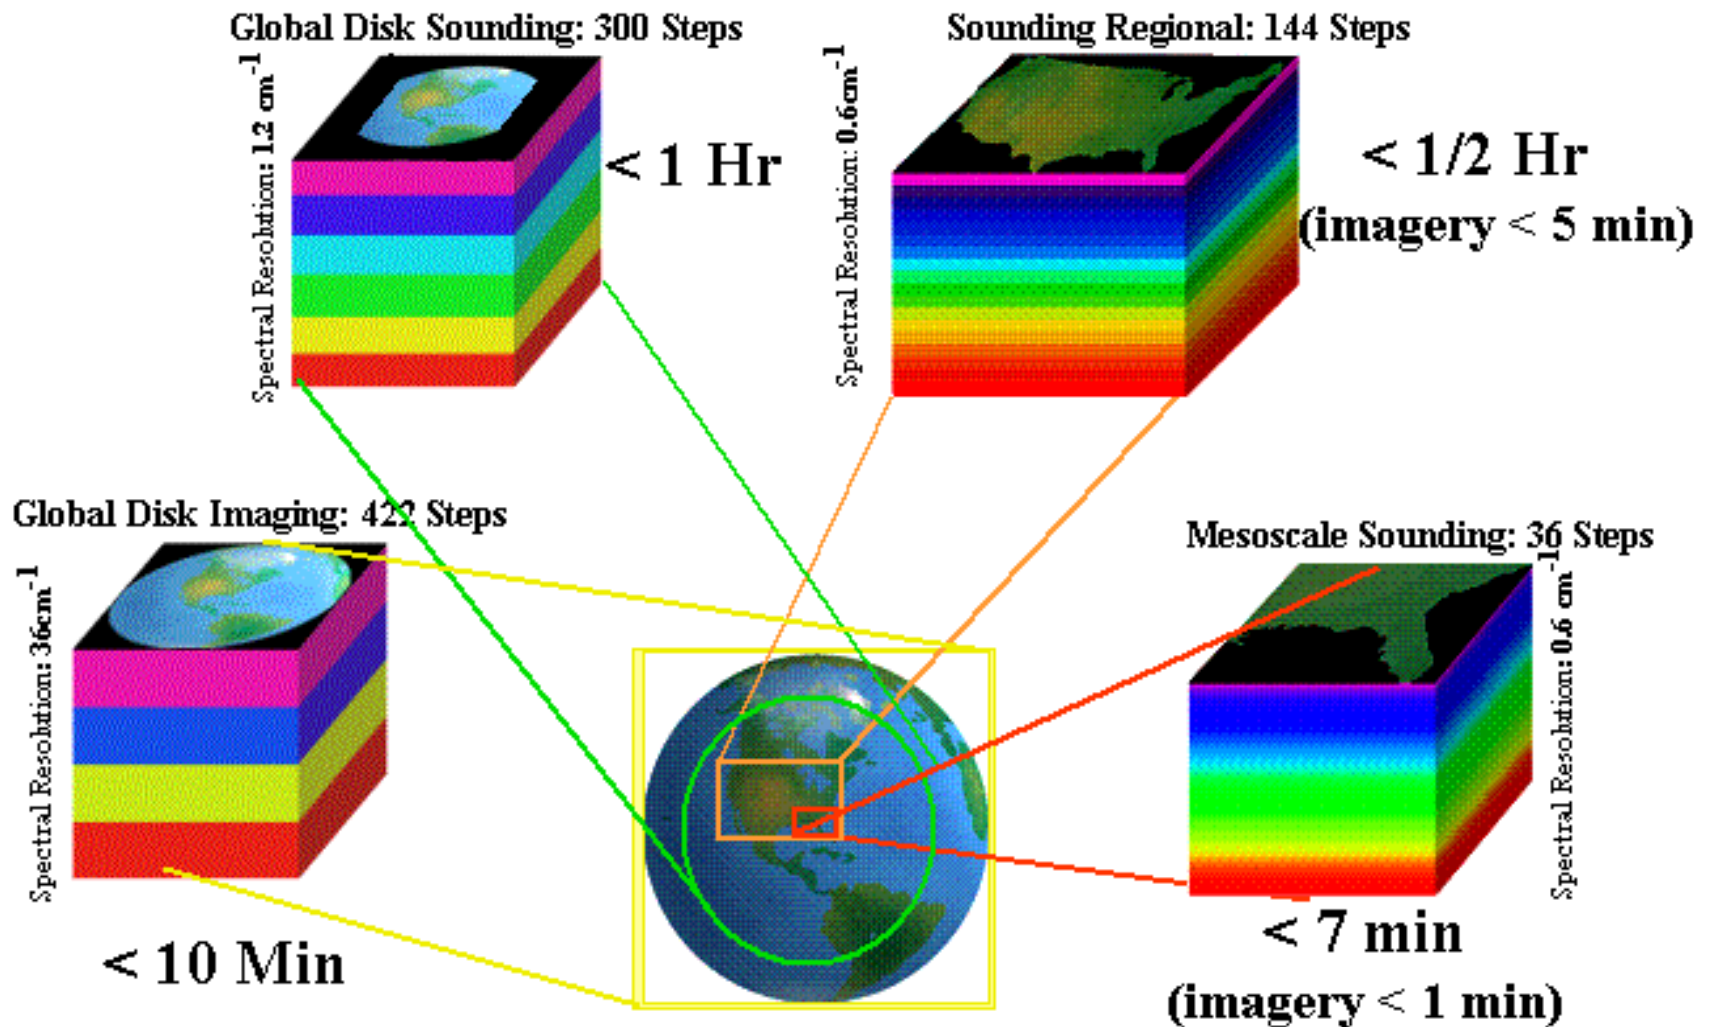 Global Disk Sounding: 300 Steps
Spectral Resolution: 1.2 cm-1
< 1 Hr
Sounding Regional: 144 Steps
Spectral Resolution: 0.6cm-1
< 1/2 Hr
(imagery < 5 min)
Global Disk Imaging: 422 Steps
Spectral Resolution: 36cm-1
< 10 Min
Mesoscale Sounding: 36 Steps
Spectral Resolution: 0.6 cm-1
< 7 min
(imagery < 1 min)